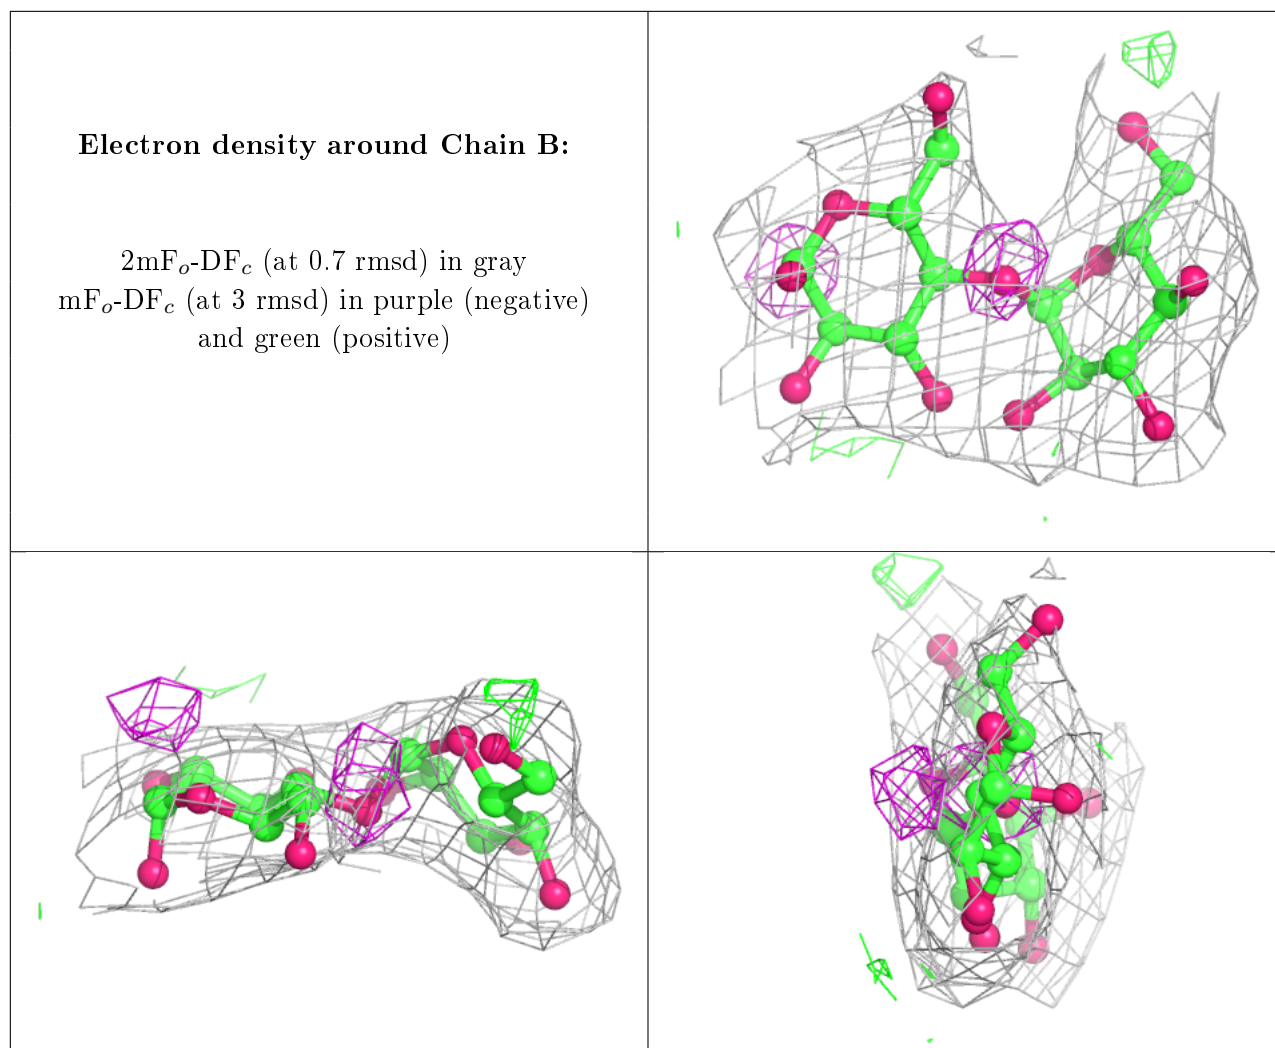 Electron density around Chain B:
2mFo-DFc (at 0.7 rmsd) in gray
mFo-DFc (at 3 rmsd) in purple (negative)
and green (positive)